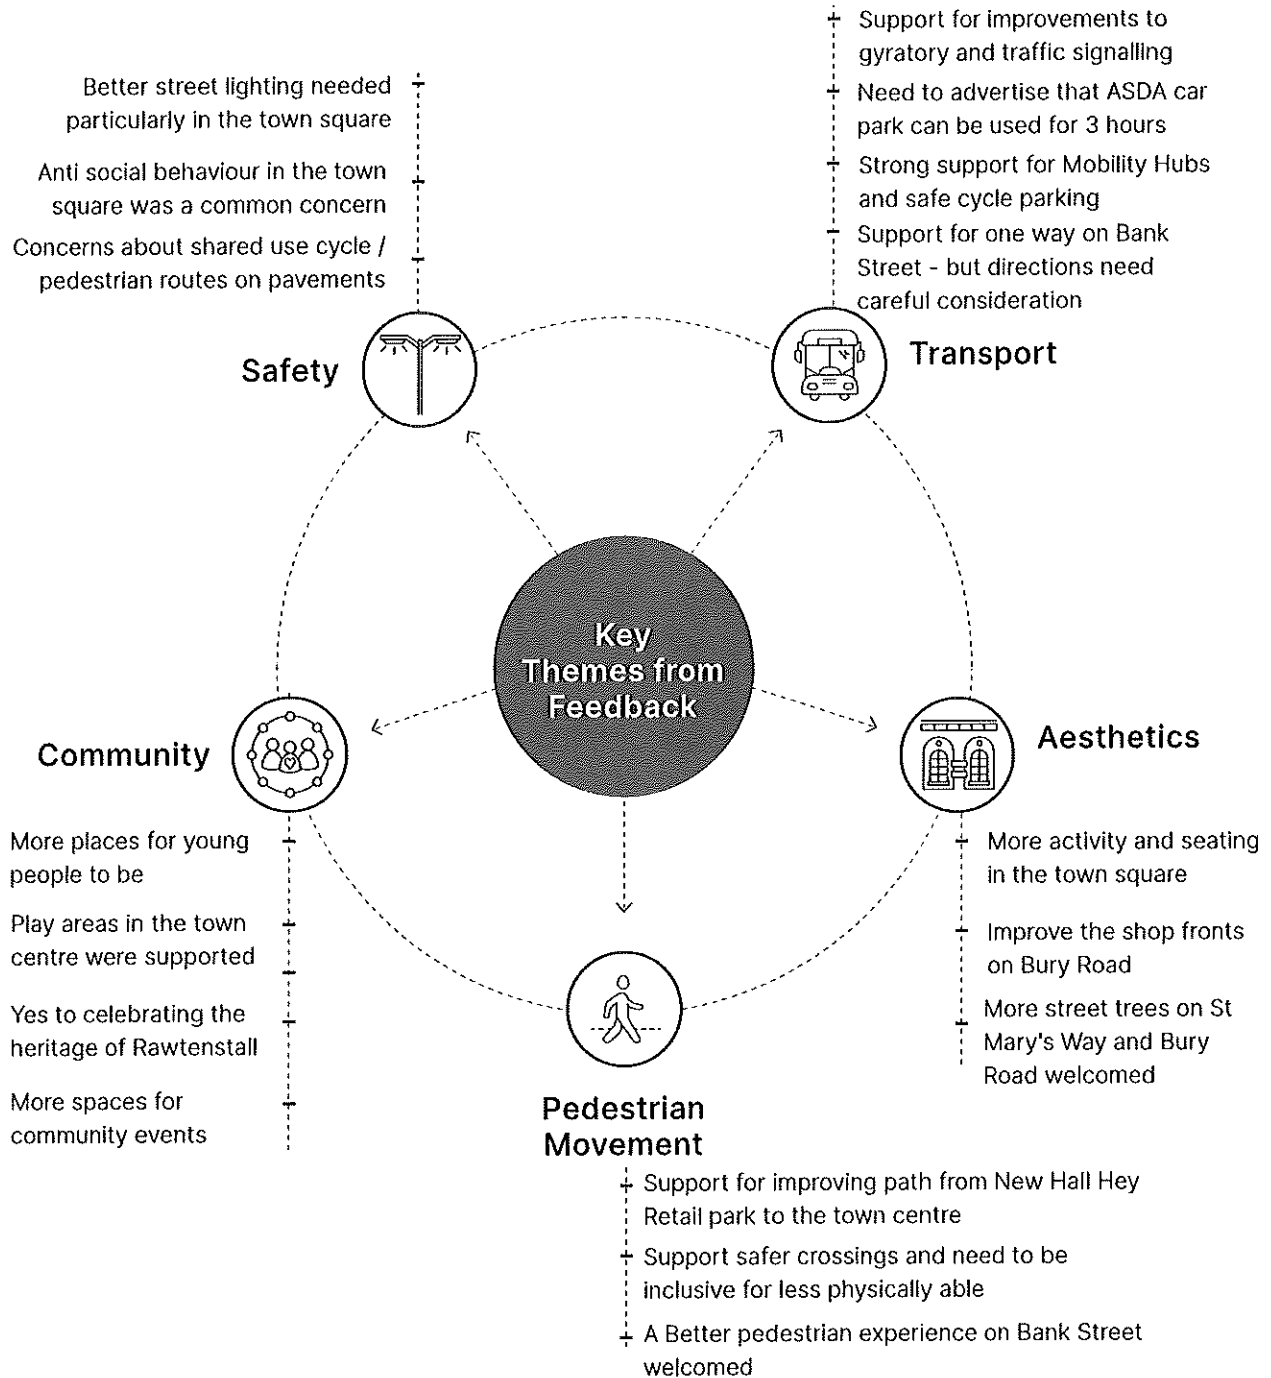 Better street lighting needed
particularly in the town square
Anti social behaviour in the town
square was a common concern
Concerns about shared use cycle /
pedestrian routes on pavements
Safety
Support for improvements to
gyratory and traffic signalling
Need to advertise that ASDA car
park can be used for 3 hours
Strong support for Mobility Hubs
and safe cycle parking
Support for one way on Bank
Street - but directions need
careful consideration
Transport
Key
Themes from
Feedback
Community
More places for young
people to be
Play areas in the town
centre were supported
Yes to celebrating the
heritage of Rawtenstall
More spaces for
community events
Aesthetics
More activity and seating
in the town square
Improve the shop fronts
on Bury Road
More street trees on St
Mary's Way and Bury
Road welcomed
Pedestrian
Movement
Support for improving path from New Hall Hey
Retail park to the town centre
Support safer crossings and need to be
inclusive for less physically able
A Better pedestrian experience on Bank Street
welcomed